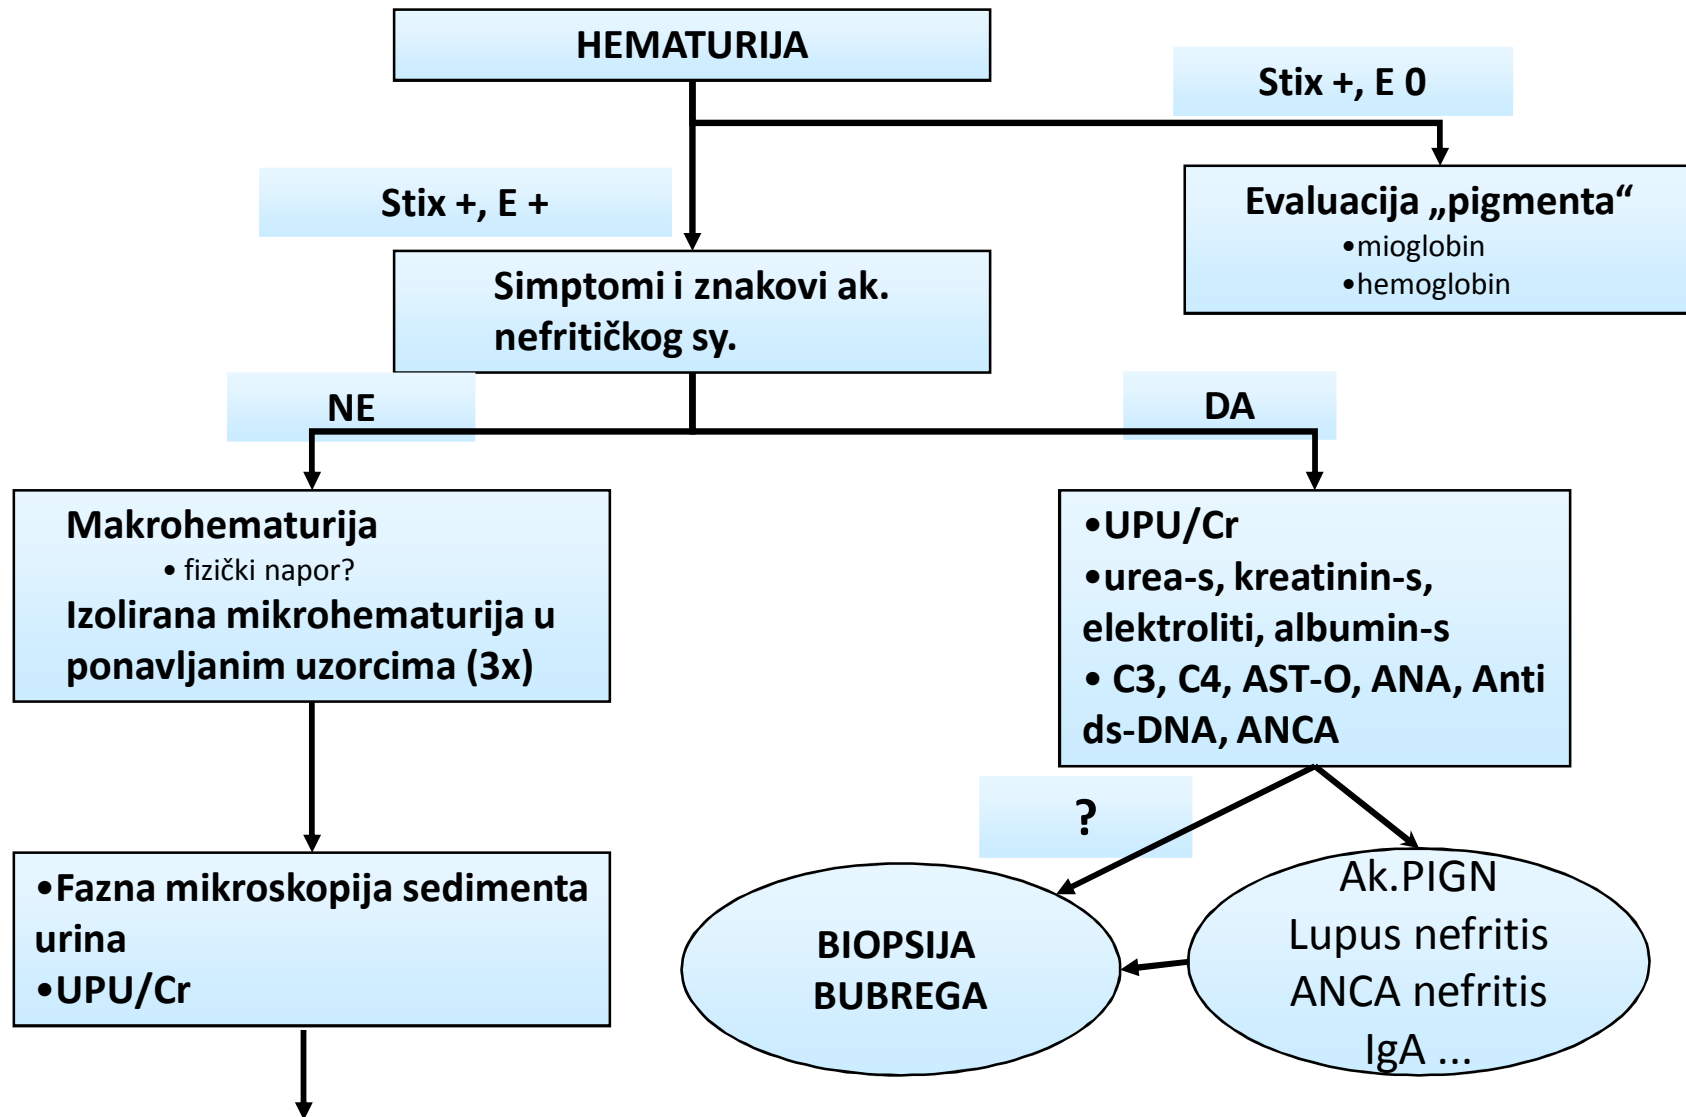 HEMATURIJA
Stix +, E 0
Stix +, E +
Evaluacija „pigmenta“
•mioglobin
•hemoglobin
Simptomi i znakovi ak.
nefritičkog sy.
NE
DA
Makrohematurija
• fizički napor?
Izolirana mikrohematurija u
ponavljanim uzorcima (3x)
•UPU/Cr
•urea-s, kreatinin-s,
elektroliti, albumin-s
• C3, C4, AST-O, ANA, Anti
ds-DNA, ANCA
?
•Fazna mikroskopija sedimenta
urina
•UPU/Cr
BIOPSIJA
BUBREGA
Ak.PIGN
Lupus nefritis
ANCA nefritis
IgA ...